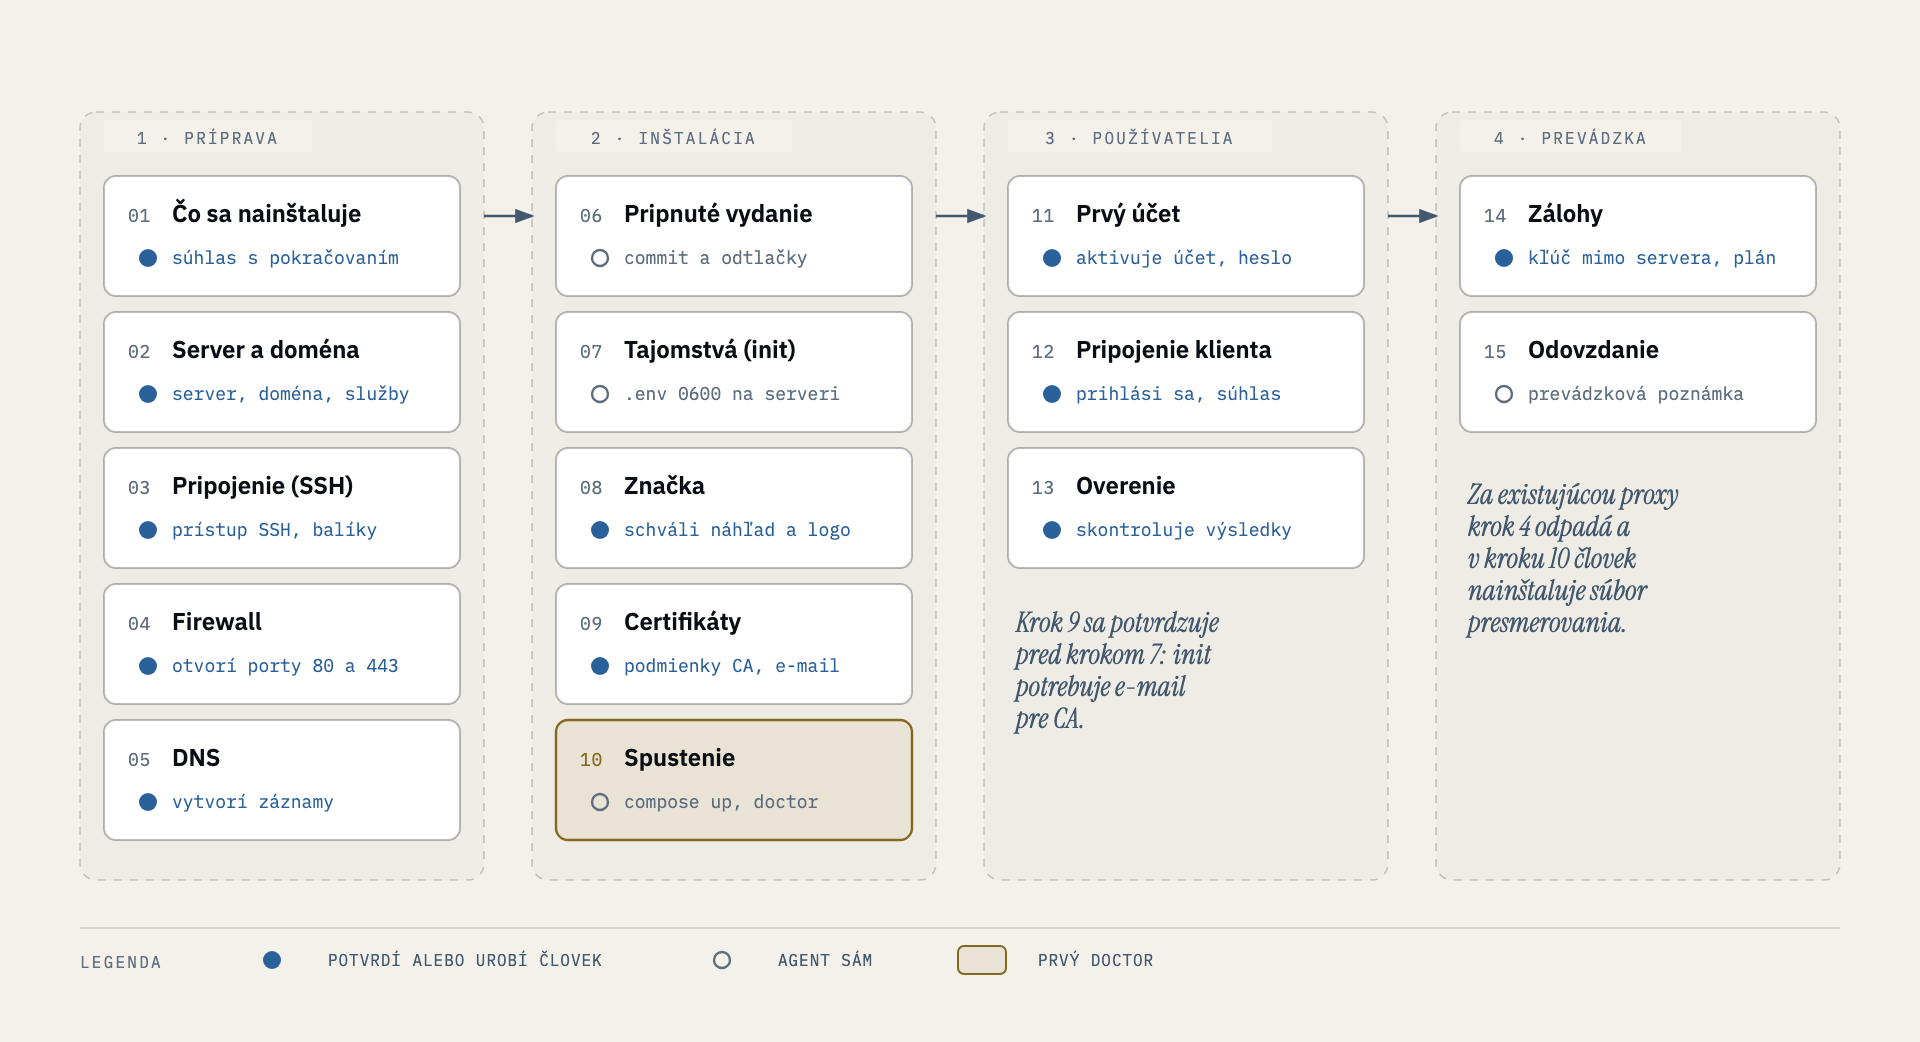 1 · PRÍPRAVA
01 Čo sa nainštaluje
súhlas s pokračovaním
02 Server a doména
server, doména, služby
03 Pripojenie (SSH)
prístup SSH, balíky
04 Firewall
otvorí porty 80 a 443
05 DNS
vytvorí záznamy
2 · INŠTALÁCIA
06 Pripnuté vydanie
commit a odtlačky
07 Tajomstvá (init)
.env 0600 na serveri
08 Značka
schváli náhľad a logo
09 Certifikáty
podmienky CA, e-mail
10 Spustenie
compose up, doctor
3 · POUŽÍVATELIA
11 Prvý účet
aktivuje účet, heslo
12 Pripojenie klienta
prihlási sa, súhlas
13 Overenie
skontroluje výsledky
Krok 9 sa potvrdzuje
pred krokom 7: init
potrebuje e-mail
pre CA.
4 · PREVÁDZKA
14 Zálohy
kľúč mimo servera, plán
15 Odovzdanie
prevádzková poznámka
Za existujúcou proxy
krok 4 odpadá a
v kroku 10 človek
nainštaluje súbor
presmerovania.
LEGENDA
POTVRDÍ ALEBO UROBÍ ČLOVEK
AGENT SÁM
PRVÝ DOCTOR